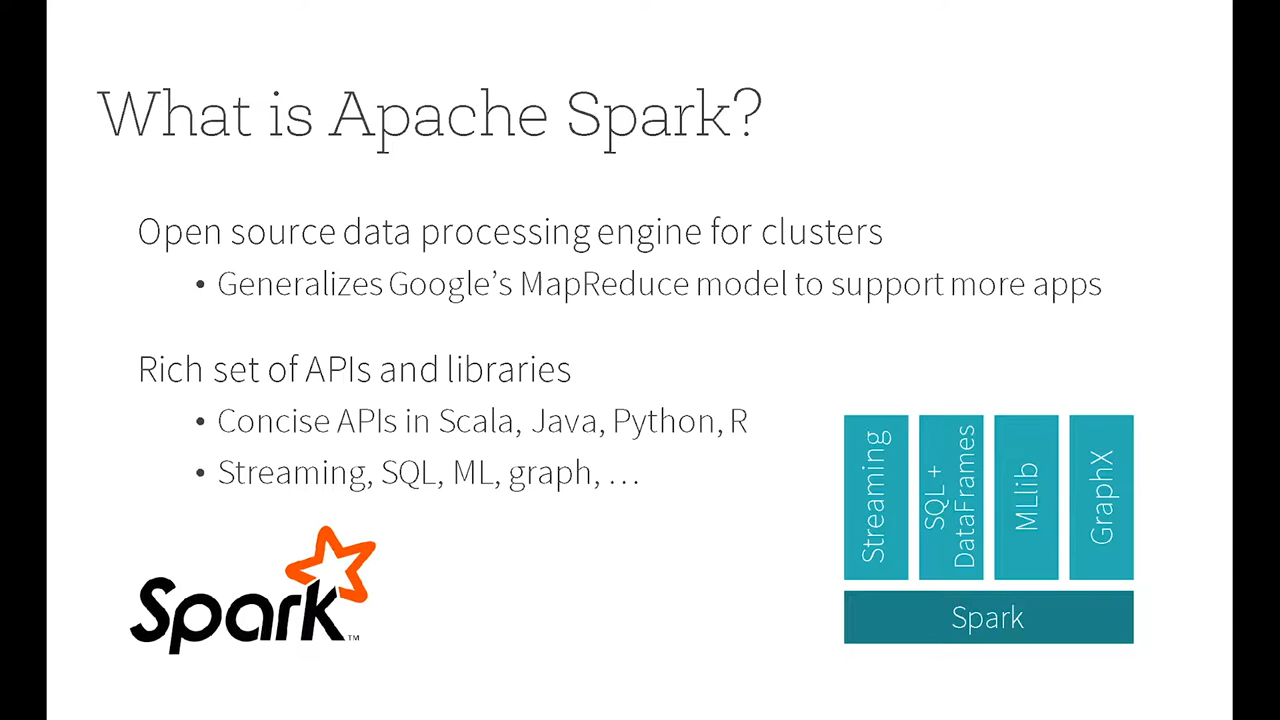 What is Apache Spark?
Open source data processing engine for clusters
• Generalizes Google’s MapReduce model to support more apps
Rich set of APIs and libraries
• Concise APIs in Scala, Java, Python, R
• Streaming, SQL, ML, graph, …
Streaming
SQL +
DataFrames
MLlib
GraphX
Spark
Spark™